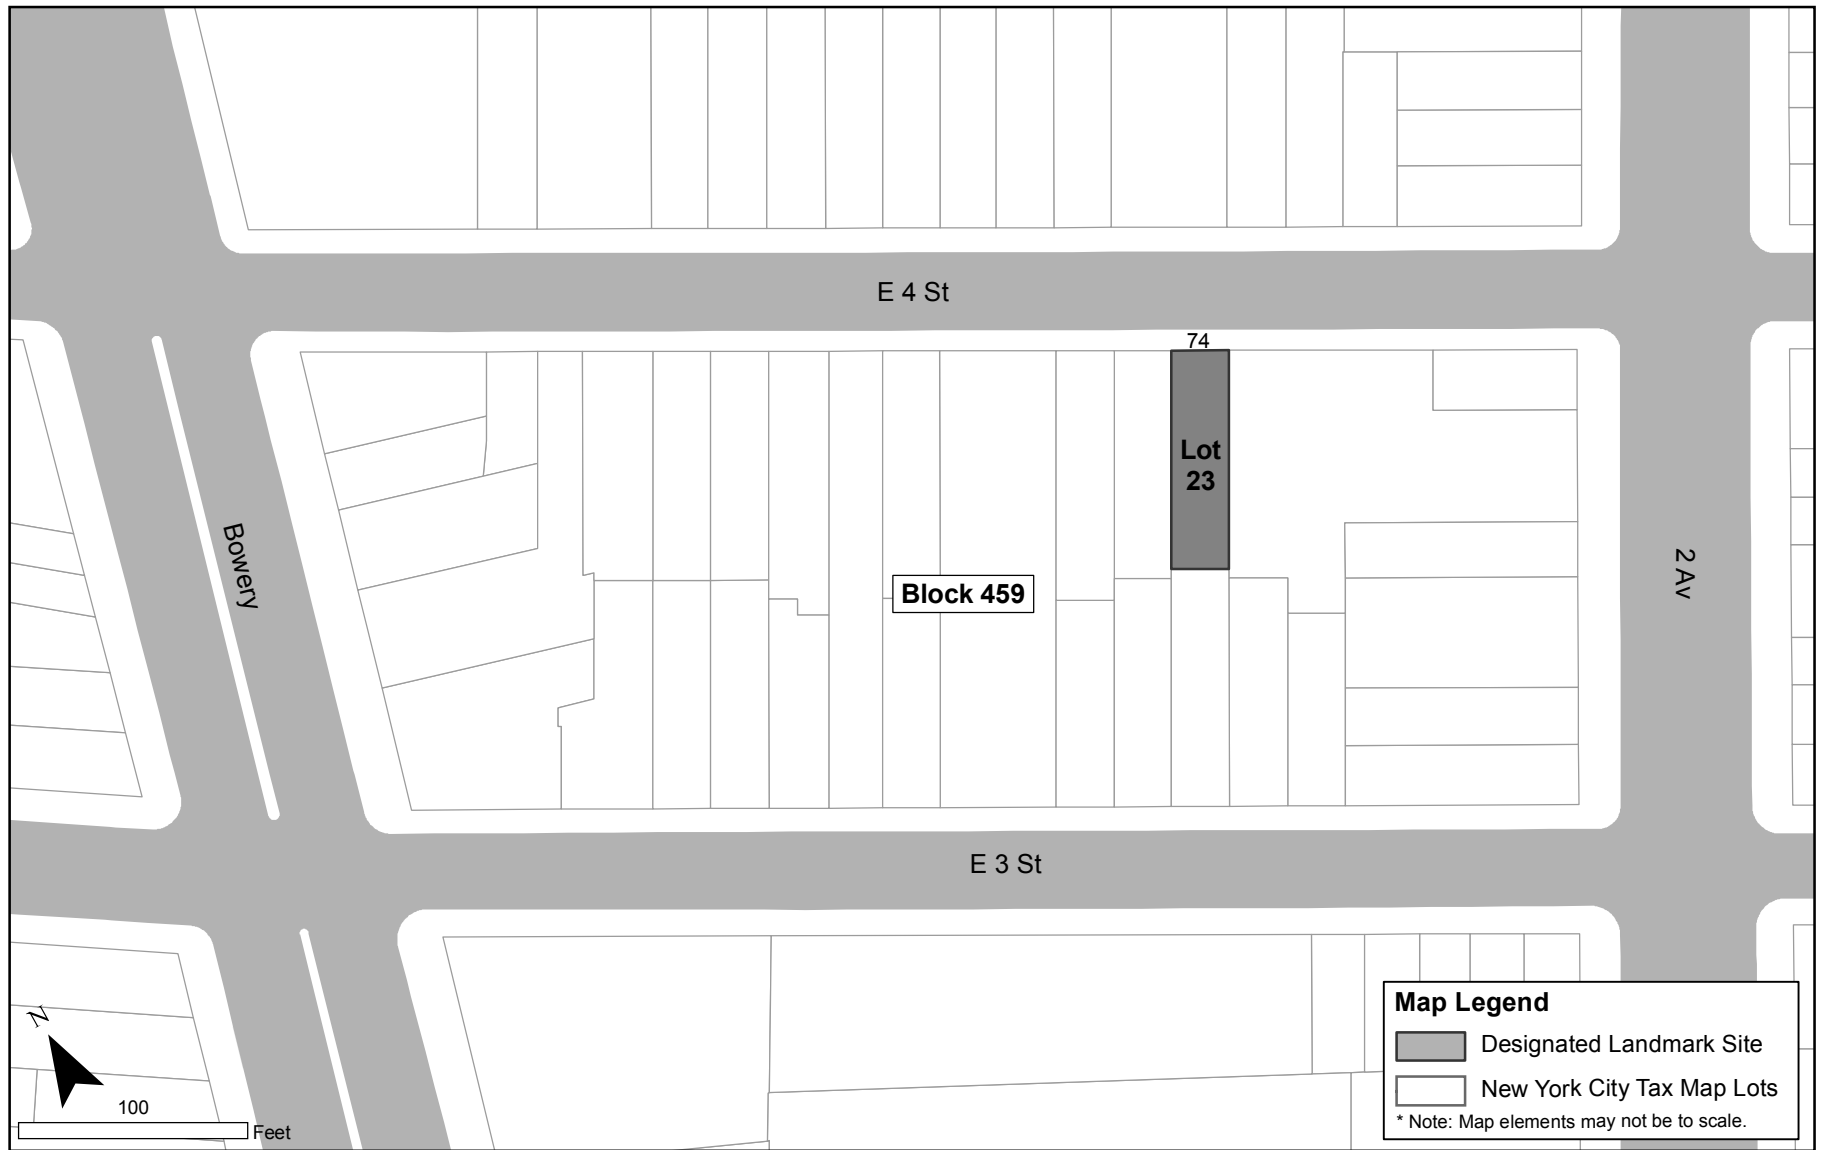 E 4 St
74
Lot
23
Bowery
2 Av
Block 459
E 3 St
N
100
Feet
Map Legend
Designated Landmark Site
New York City Tax Map Lots
* Note: Map elements may not be to scale.